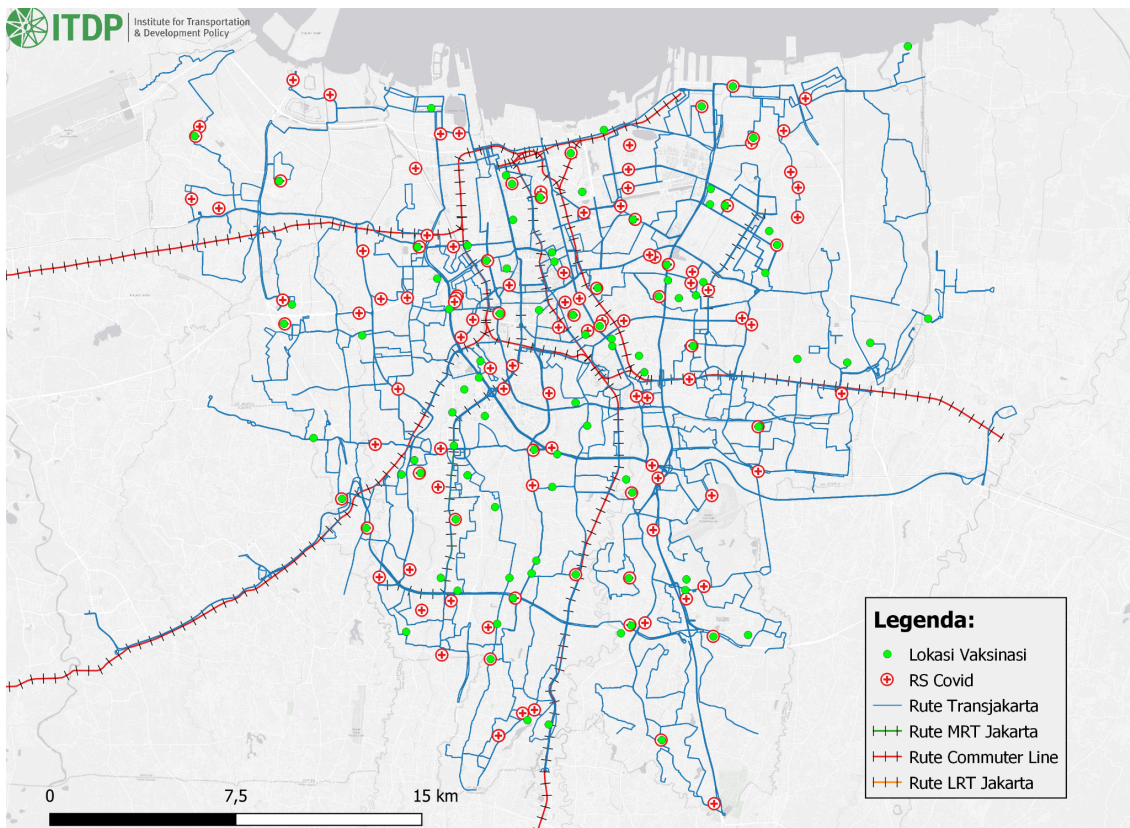 ITDP
Institute for Transportation
& Development Policy
Legenda:
Lokasi Vaksinasi
RS Covid
Rute Transjakarta
Rute MRT Jakarta
Rute Commuter Line
Rute LRT Jakarta
0 7,5 15 km